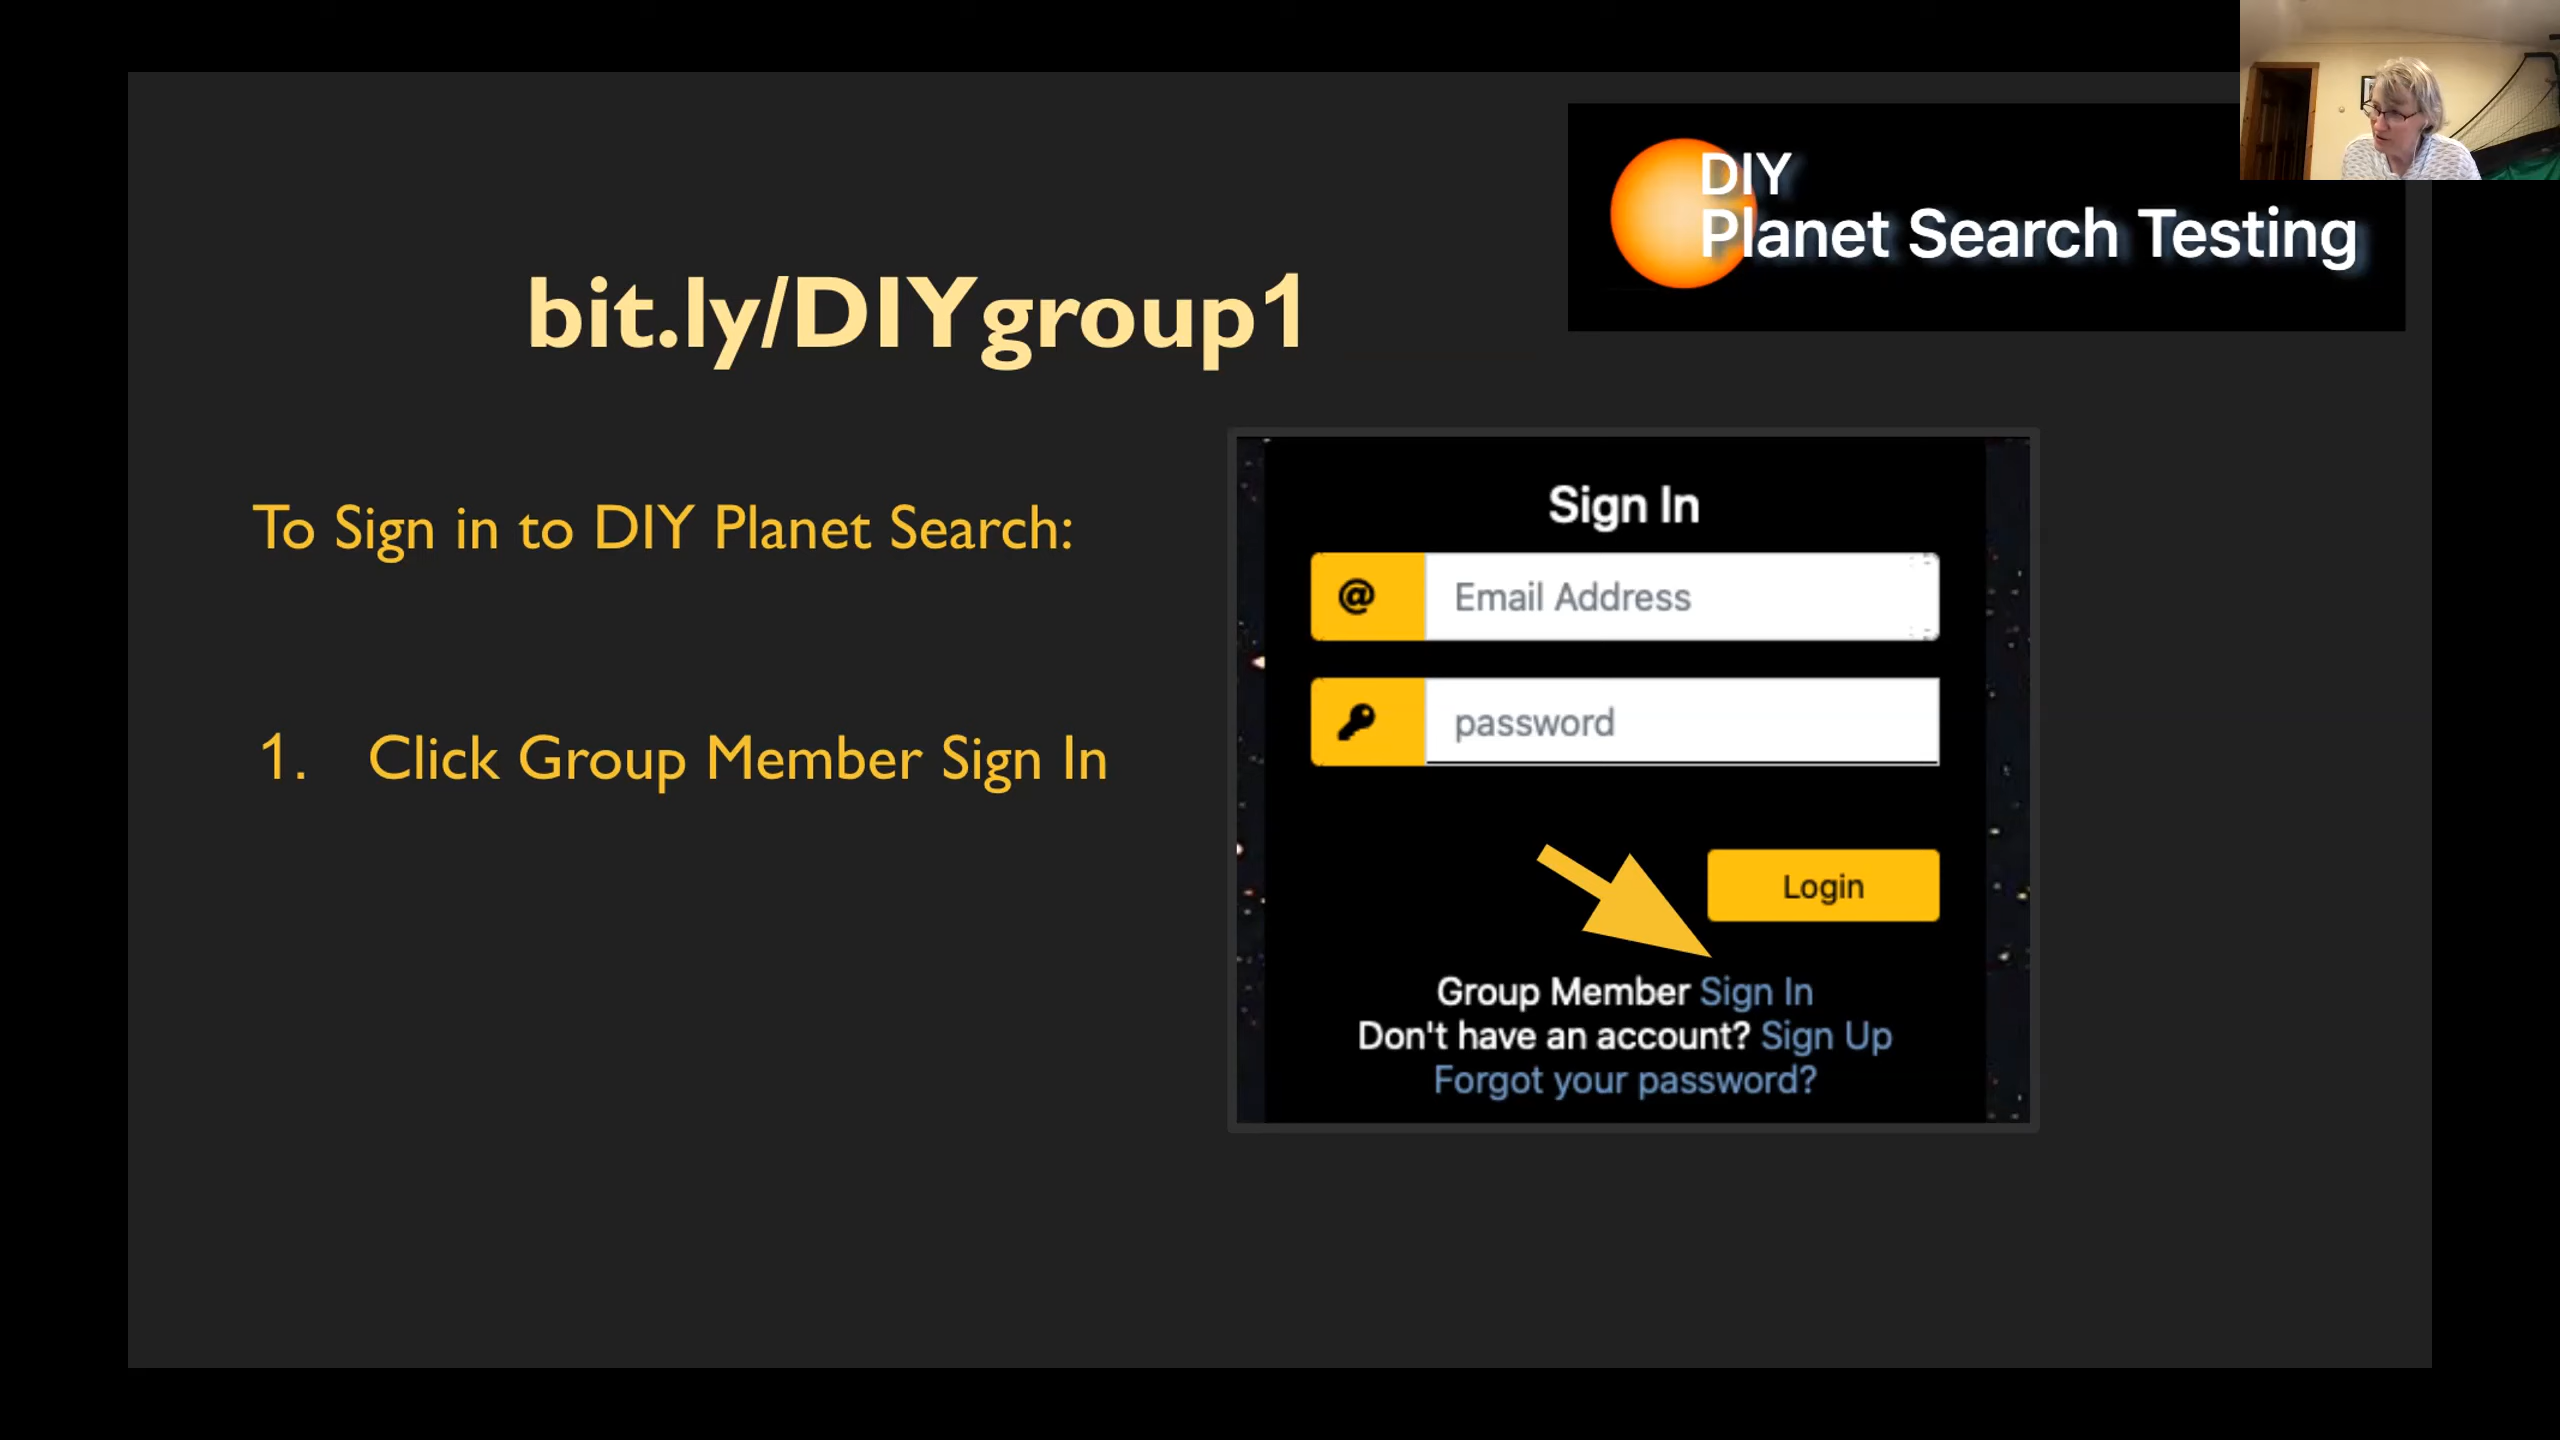 DIY
Planet Search Testing
bit.ly/DIYgroup1
To Sign in to DIY Planet Search:
1. Click Group Member Sign In
Sign In
@ Email Address
password
Login
Group Member Sign In
Don't have an account? Sign Up
Forgot your password?